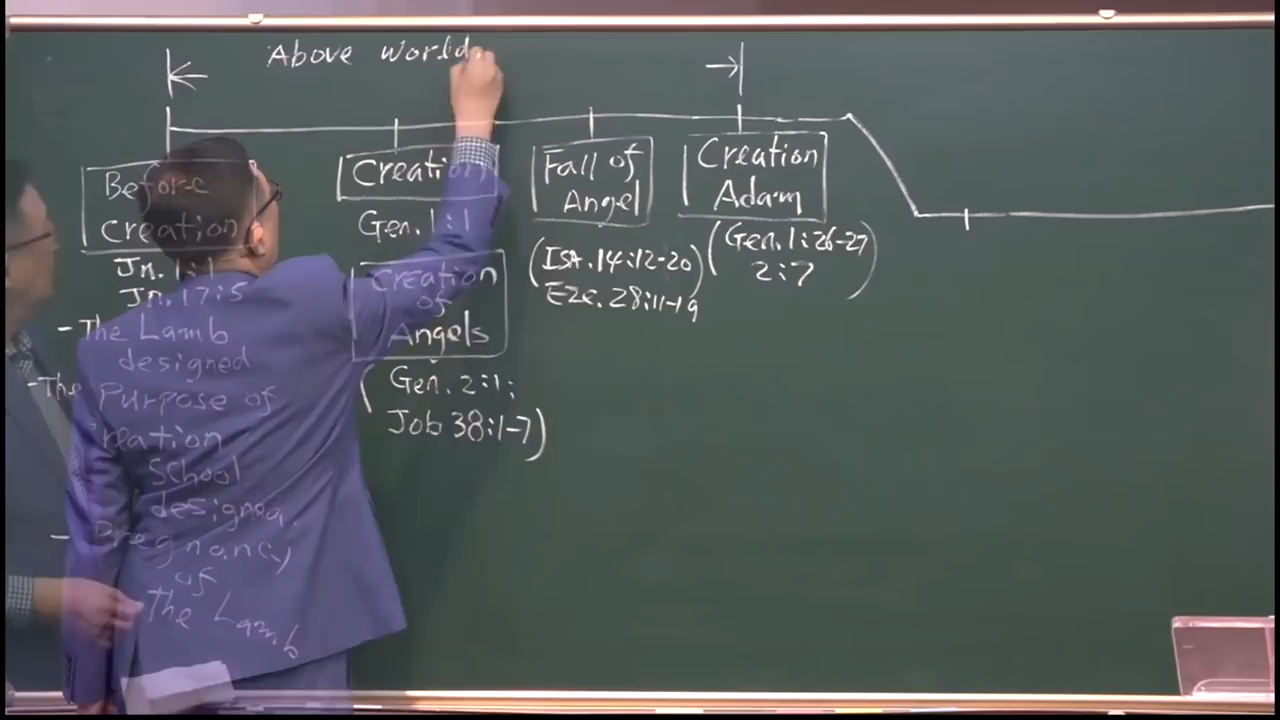 Above world
Before
creation
Jn. 1:1
Jn. 17:5
- The Lamb
designed
- The Purpose of
Creation
School
designed.
- Pregnancy
of
The Lamb
Creation
Gen. 1:1
Creation
of
Angels
(Gen. 2:1;
Job 38:1-7)
Fall of
Angel
(ISA. 14:12-20)
EZE. 28:11-19
Creation
Adam
(Gen. 1:26-27
2:7)